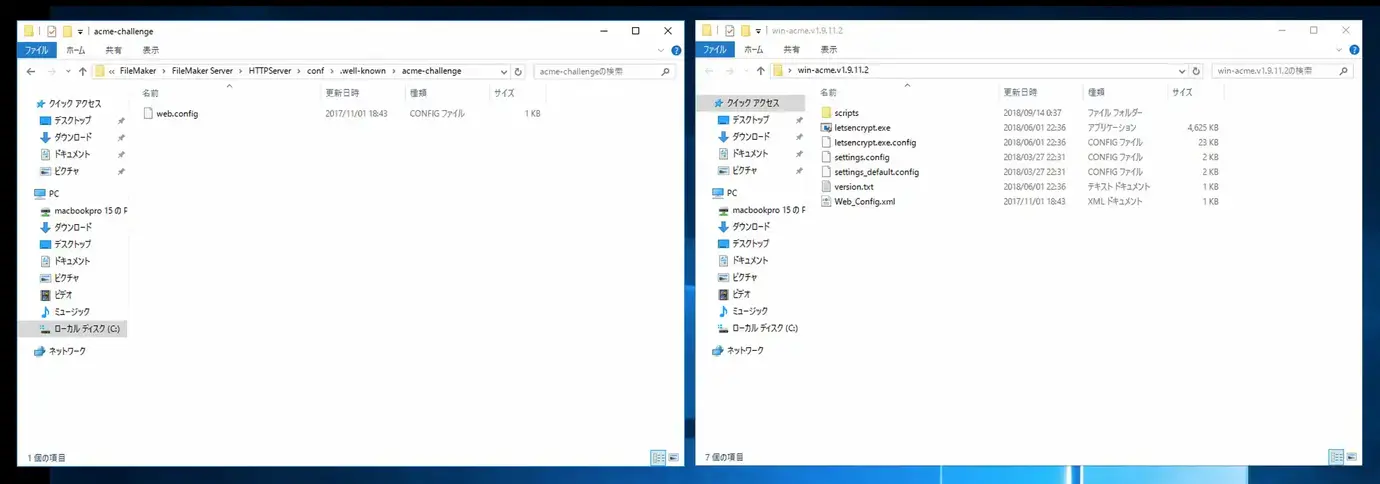 acme-challenge
ファイル ホーム 共有 表示
« FileMaker › FileMaker Server › HTTPServer › conf › .well-known › acme-challenge
acme-challengeの検索
クイック アクセス
デスクトップ
ダウンロード
ドキュメント
ピクチャ
PC
macbookpro 15 の F
ダウンロード
デスクトップ
ドキュメント
ピクチャ
ビデオ
ミュージック
ローカル ディスク (C:)
ネットワーク
名前 更新日時 種類 サイズ
web.config 2017/11/01 18:43 CONFIG ファイル 1 KB
1 個の項目
win-acme.v1.9.11.2
ファイル ホーム 共有 表示
› win-acme.v1.9.11.2
win-acme.v1.9.11.2の検索
クイック アクセス
デスクトップ
ダウンロード
ドキュメント
ピクチャ
PC
macbookpro 15 の F
ダウンロード
デスクトップ
ドキュメント
ピクチャ
ビデオ
ミュージック
ローカル ディスク (C:)
ネットワーク
名前 更新日時 種類 サイズ
scripts 2018/09/14 0:37 ファイル フォルダー
letsencrypt.exe 2018/06/01 22:36 アプリケーション 4,625 KB
letsencrypt.exe.config 2018/06/01 22:36 CONFIG ファイル 23 KB
settings.config 2018/03/27 22:31 CONFIG ファイル 2 KB
settings_default.config 2018/03/27 22:31 CONFIG ファイル 2 KB
version.txt 2018/06/01 22:36 テキスト ドキュメント 1 KB
Web_Config.xml 2017/11/01 18:43 XML ドキュメント 1 KB
7 個の項目